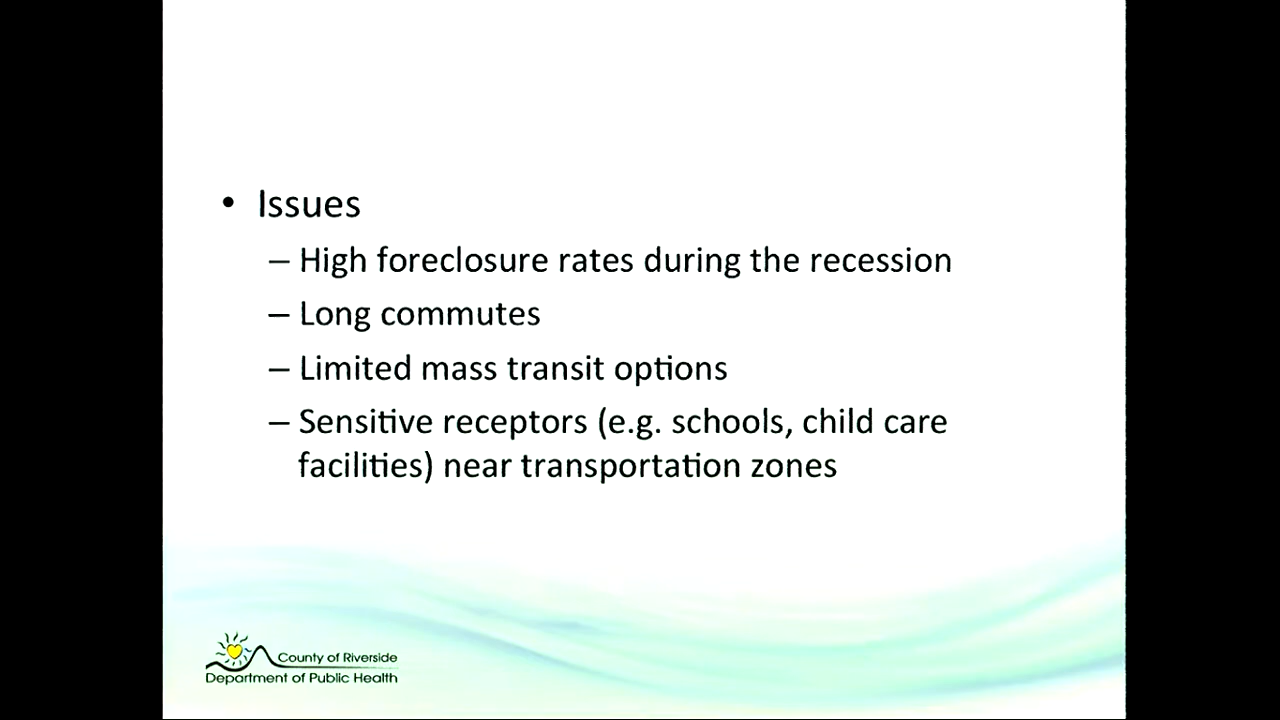 • Issues
– High foreclosure rates during the recession
– Long commutes
– Limited mass transit options
– Sensitive receptors (e.g. schools, child care
facilities) near transportation zones
County of Riverside
Department of Public Health